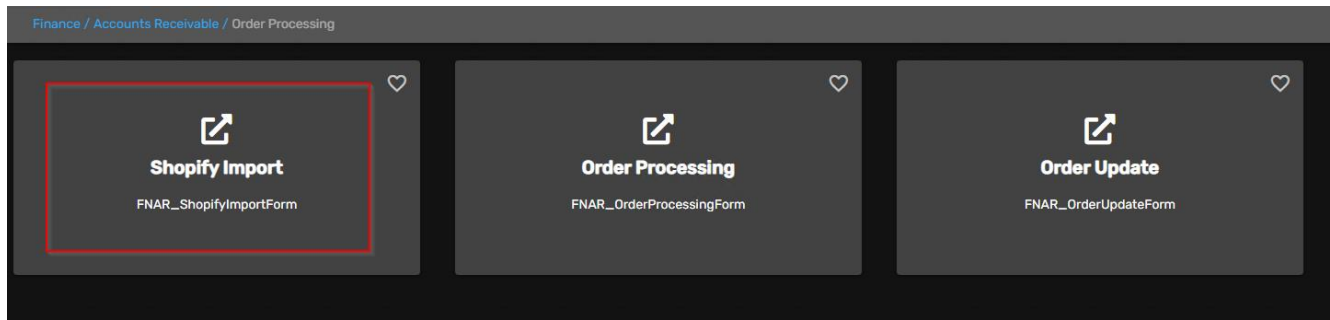 Finance / Accounts Receivable / Order Processing
Shopify Import
FNAR_ShopifyImportForm
Order Processing
FNAR_OrderProcessingForm
Order Update
FNAR_OrderUpdateForm